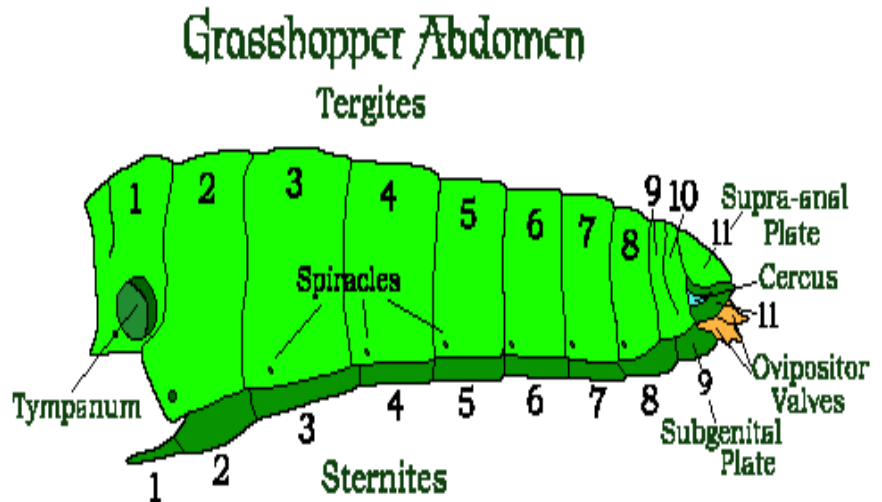 Grasshopper Abdomen
Tergites
1 2 3 4 5 6 7 8 9 10 11
Supra-anal
Plate
Spiracles
Cercus
11
Tympanum
Ovipositor
Valves
1 2 3 4 5 6 7 8 9
Subgenital
Plate
Sternites